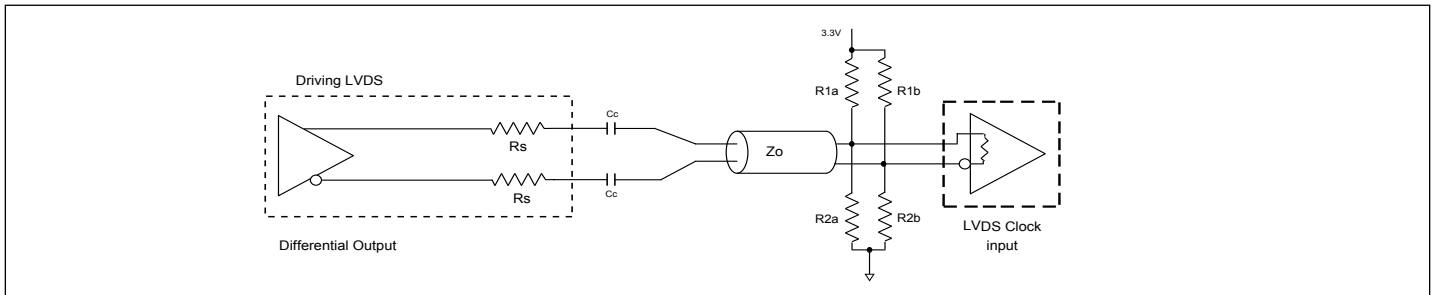 3.3V
Driving LVDS
R1a
R1b
Cc
Rs
Zo
Rs
Cc
R2a
R2b
LVDS Clock
input
Differential Output